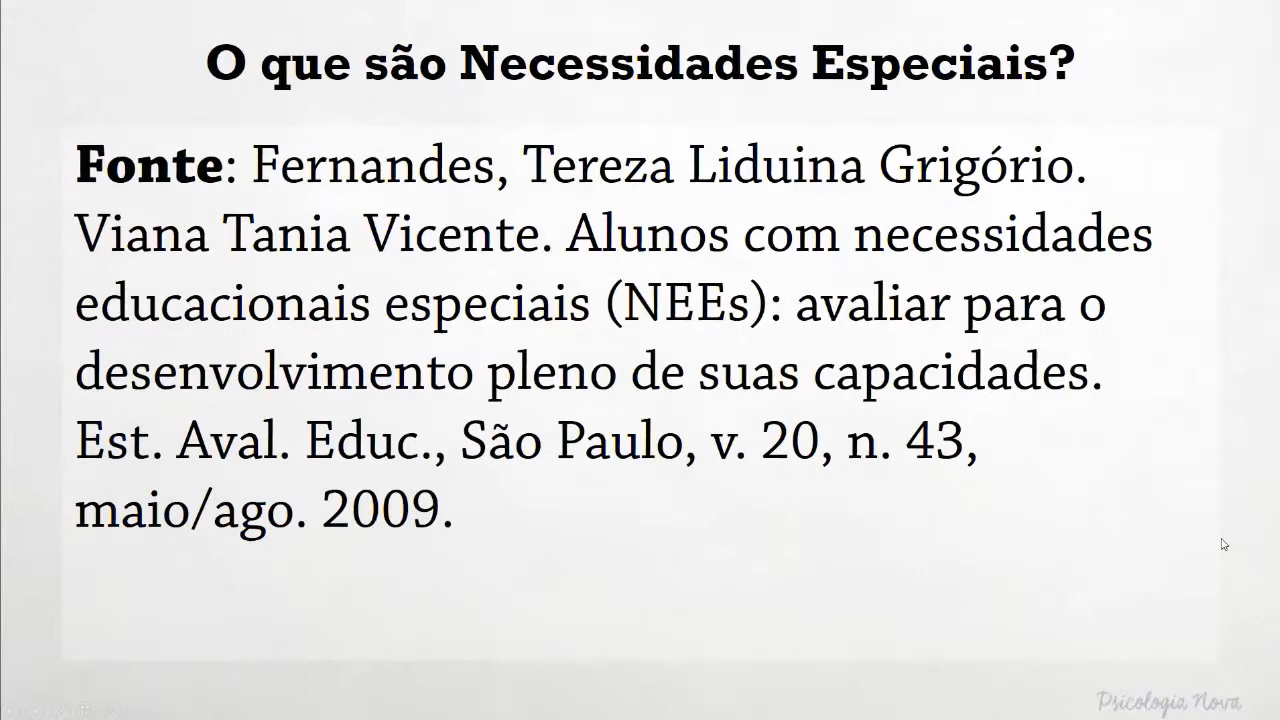 O que são Necessidades Especiais?
Fonte: Fernandes, Tereza Liduina Grigório.
Viana Tania Vicente. Alunos com necessidades
educacionais especiais (NEEs): avaliar para o
desenvolvimento pleno de suas capacidades.
Est. Aval. Educ., São Paulo, v. 20, n. 43,
maio/ago. 2009.
Psicologia Nova